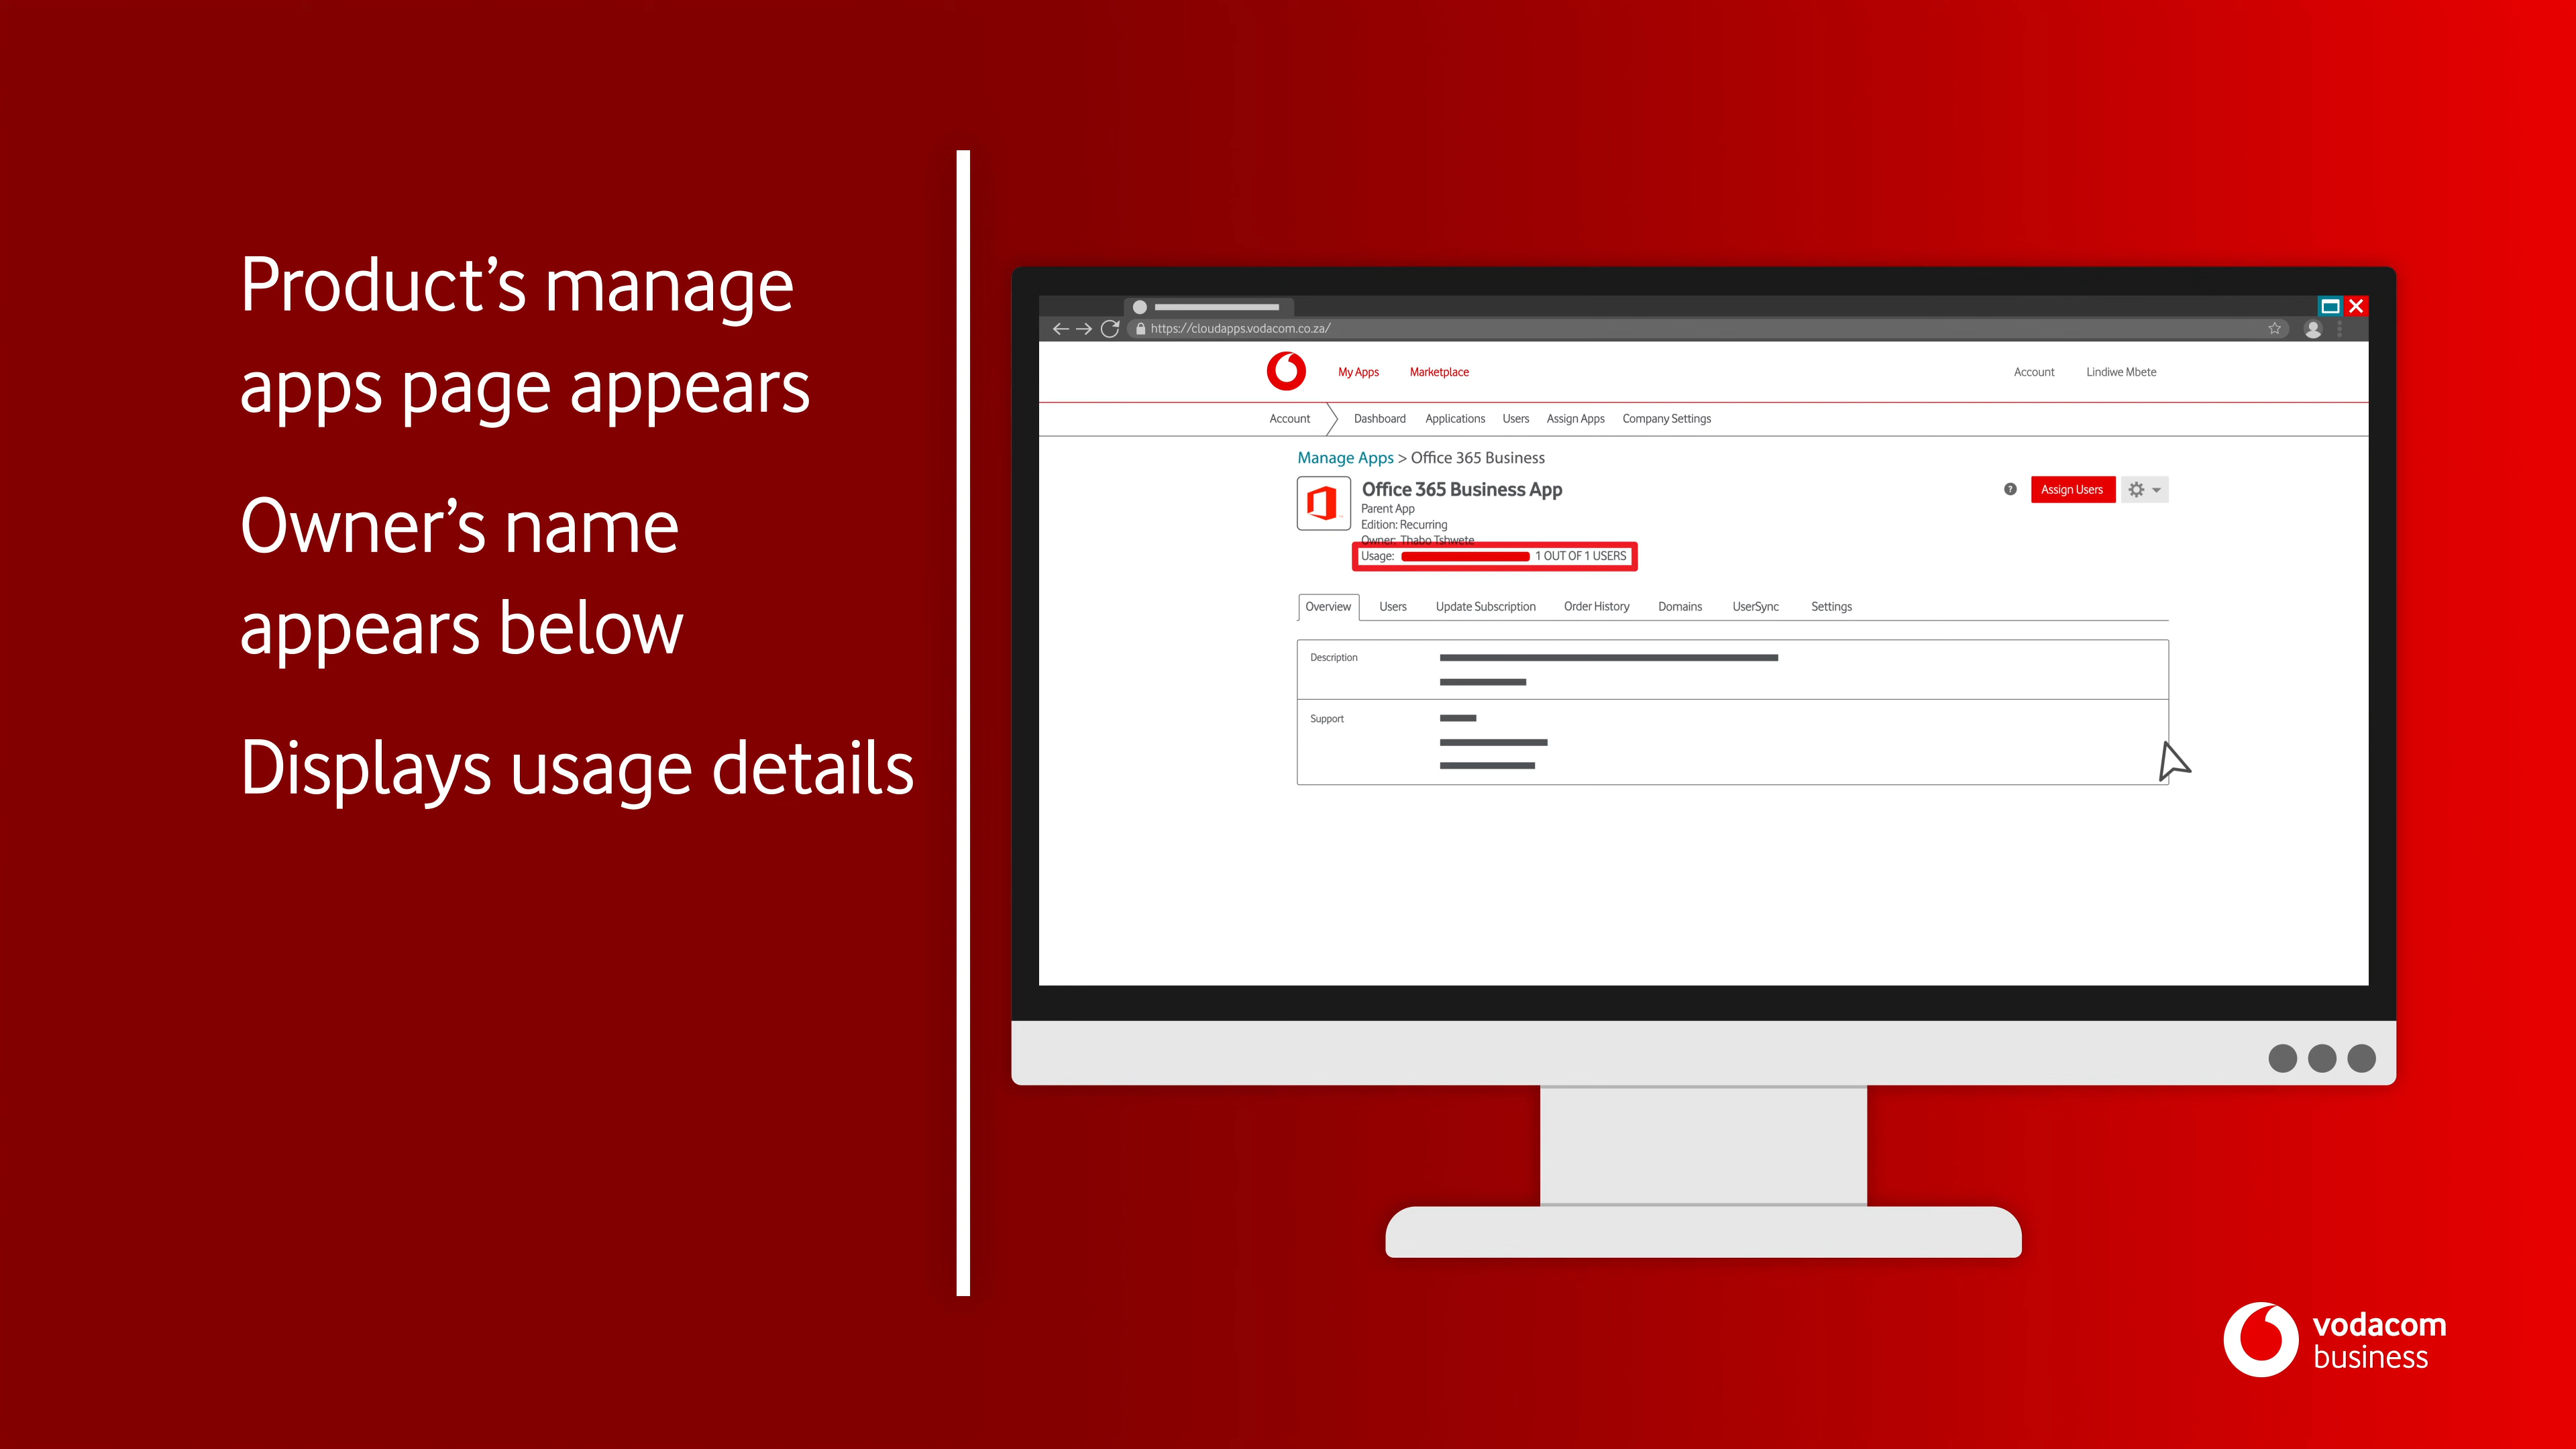 Product’s manage
apps page appears
Owner’s name
appears below
Displays usage details
https://cloudapps.vodacom.co.za/
My Apps Marketplace Account Lindiwe Mbete
Account Dashboard Applications Users Assign Apps Company Settings
Manage Apps > Office 365 Business
Office 365 Business App
? Assign Users
Parent App
Edition: Recurring
Owner: Thabo Tshwete
Usage: 1 OUT OF 1 USERS
Overview Users Update Subscription Order History Domains UserSync Settings
Description
Support
vodacom
business